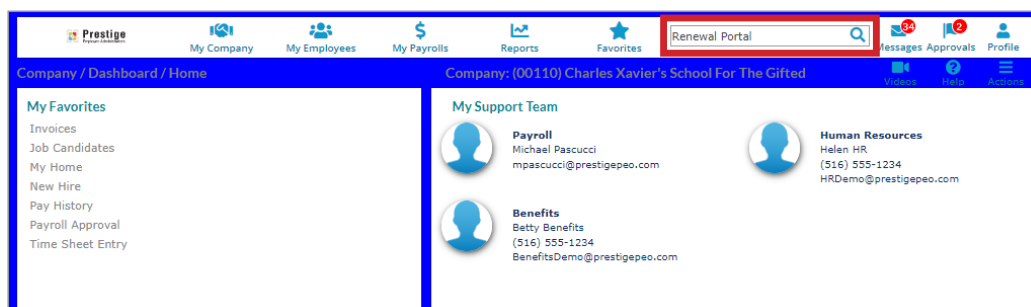 Prestige
My Company
My Employees
My Payrolls
Reports
Favorites
Renewal Portal
34
Messages
2
Approvals
Profile
Company / Dashboard / Home
Company: (00110) Charles Xavier's School For The Gifted
Videos
Help
Actions
My Favorites
Invoices
Job Candidates
My Home
New Hire
Pay History
Payroll Approval
Time Sheet Entry
My Support Team
Payroll
Michael Pascucci
mpascucci@prestigepeo.com
Human Resources
Helen HR
(516) 555-1234
HRDemo@prestigepeo.com
Benefits
Betty Benefits
(516) 555-1234
BenefitsDemo@prestigepeo.com